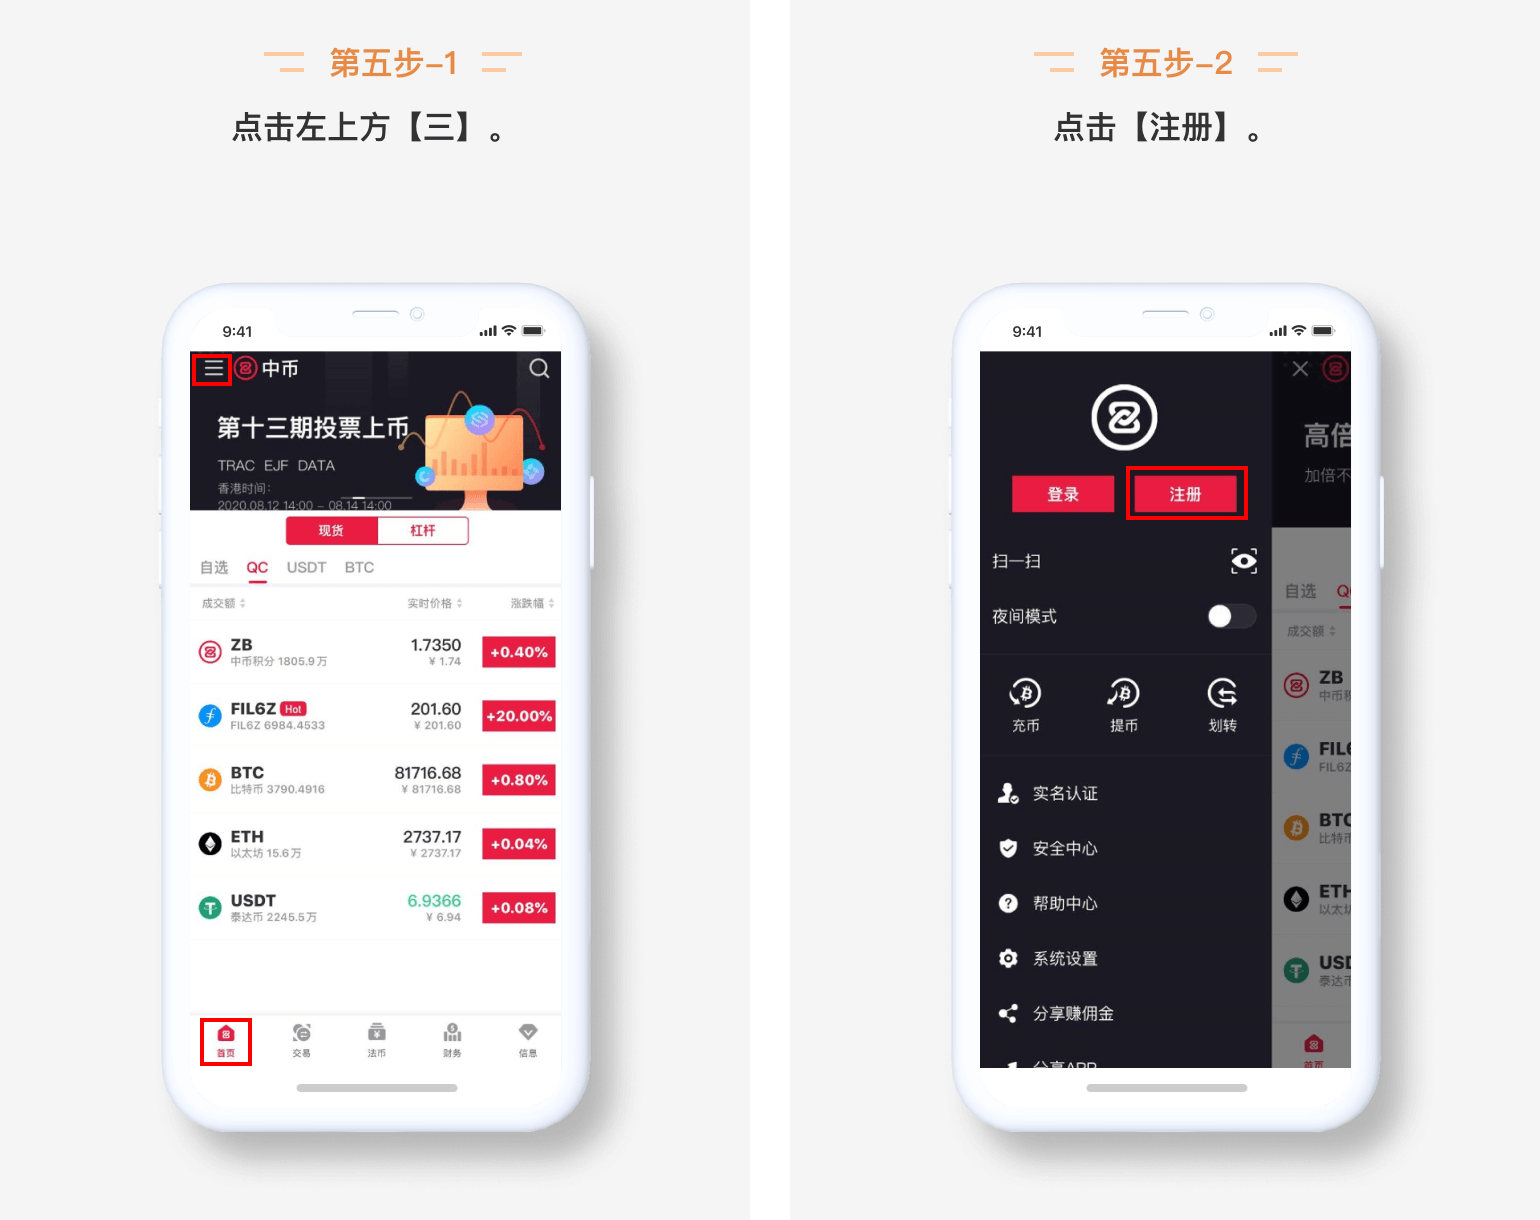 第五步-1
点击左上方【三】。
9:41
中币
第十三期投票上币
TRAC EJF DATA
香港时间:
2020.08.12 14:00 - 08.14 14:00
现货 杠杆
自选 QC USDT BTC
成交额 实时价格 涨跌幅
ZB 1.7350 +0.40%
中币积分 1805.9万 ¥ 1.74
FIL6Z Hot 201.60 +20.00%
FIL6Z 6984.4533 ¥ 201.60
BTC 81716.68 +0.80%
比特币 3790.4916 ¥ 81716.68
ETH 2737.17 +0.04%
以太坊 15.6万 ¥ 2737.17
USDT 6.9366 +0.08%
泰达币 2245.5万 ¥ 6.94
首页 交易 法币 财务 信息
第五步-2
点击【注册】。
9:41
登录 注册
扫一扫
夜间模式
充币 提币 划转
实名认证
安全中心
帮助中心
系统设置
分享赚佣金
分享APP
高倍
加倍不
自选 QC
成交额
ZB
中币积
FIL6
FIL6Z
BTC
比特币
ETH
以太坊
USD
泰达币
首页